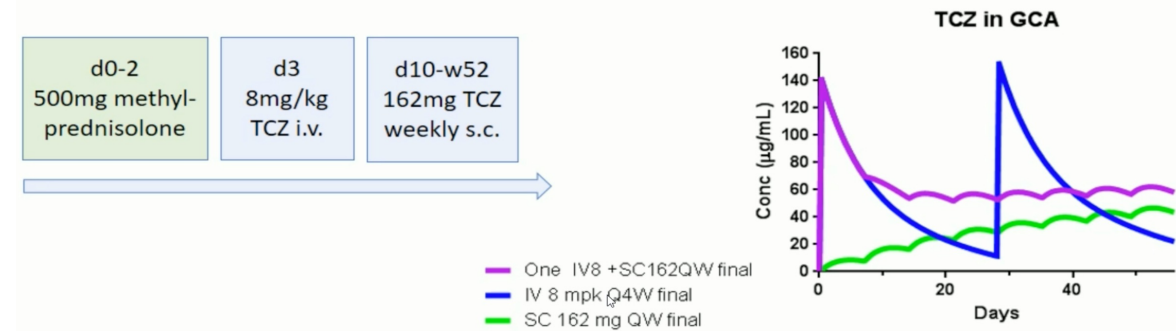 d0-2
500mg methyl-
prednisolone
d3
8mg/kg
TCZ i.v.
d10-w52
162mg TCZ
weekly s.c.
TCZ in GCA
Conc (μg/mL)
160
140
120
100
80
60
40
20
0
0
20
40
Days
One IV8 +SC162QW final
IV 8 mpk Q4W final
SC 162 mg QW final